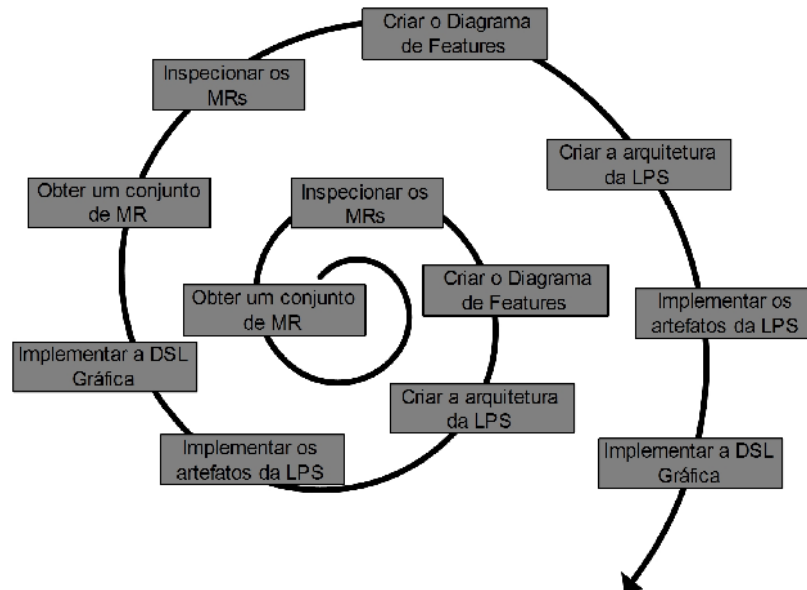 Criar o Diagrama
de Features
Inspecionar os
MRs
Criar a arquitetura
da LPS
Obter um conjunto
de MR
Inspecionar os
MRs
Criar o Diagrama
de Features
Obter um conjunto
de MR
Implementar os
artefatos da LPS
Implementar a DSL
Gráfica
Criar a arquitetura
da LPS
Implementar os
artefatos da LPS
Implementar a DSL
Gráfica